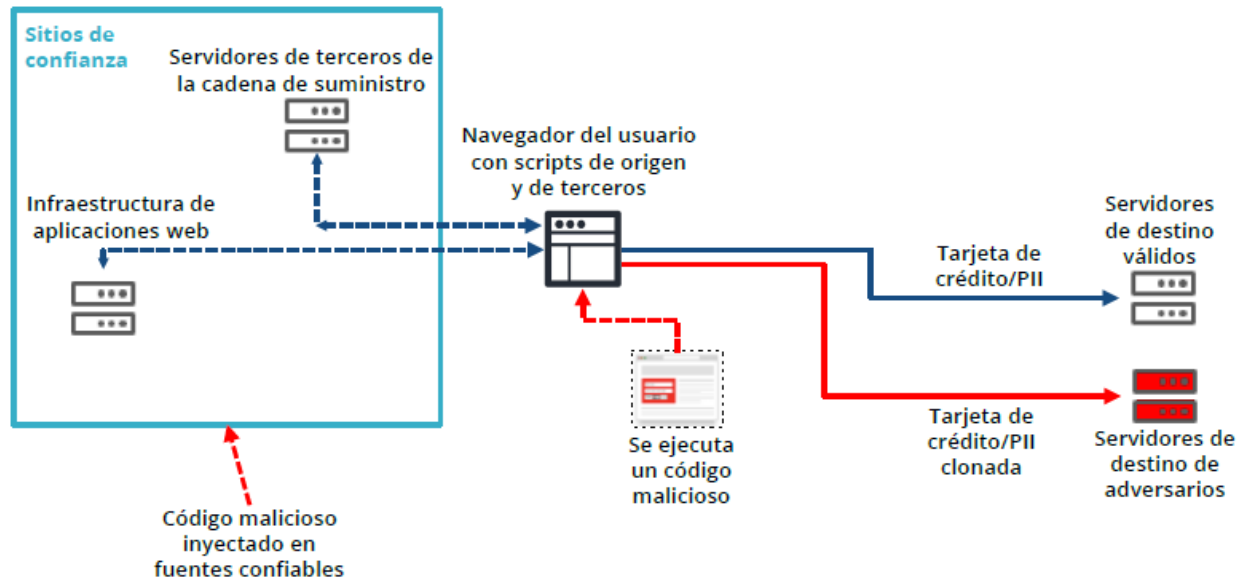 Sitios de
confianza
Servidores de terceros de
la cadena de suministro
Navegador del usuario
con scripts de origen
y de terceros
Infraestructura de
aplicaciones web
Servidores
de destino
válidos
Tarjeta de
crédito/PII
Se ejecuta
un código
malicioso
Tarjeta de
crédito/PII
clonada
Servidores de
destino de
adversarios
Código malicioso
inyectado en
fuentes confiables